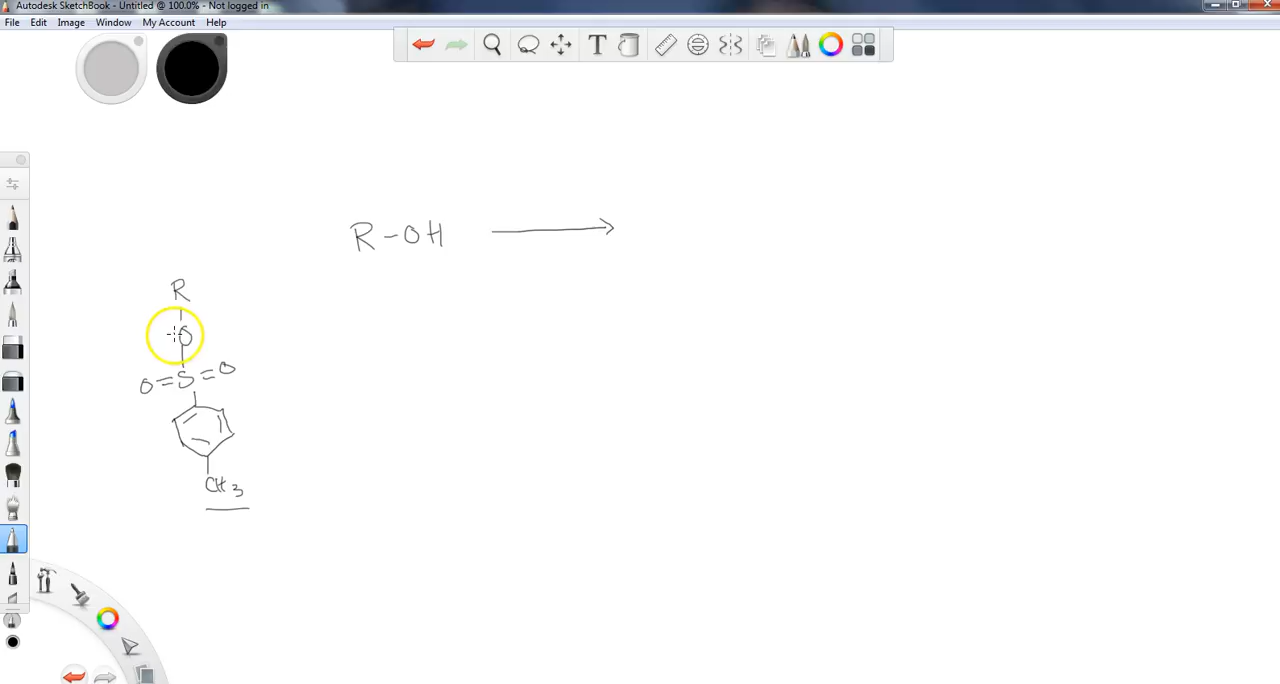 Autodesk SketchBook - Untitled @ 100.0% - Not logged in
File Edit Image Window My Account Help
T
R-OH
R
O
O=S=O
CH3